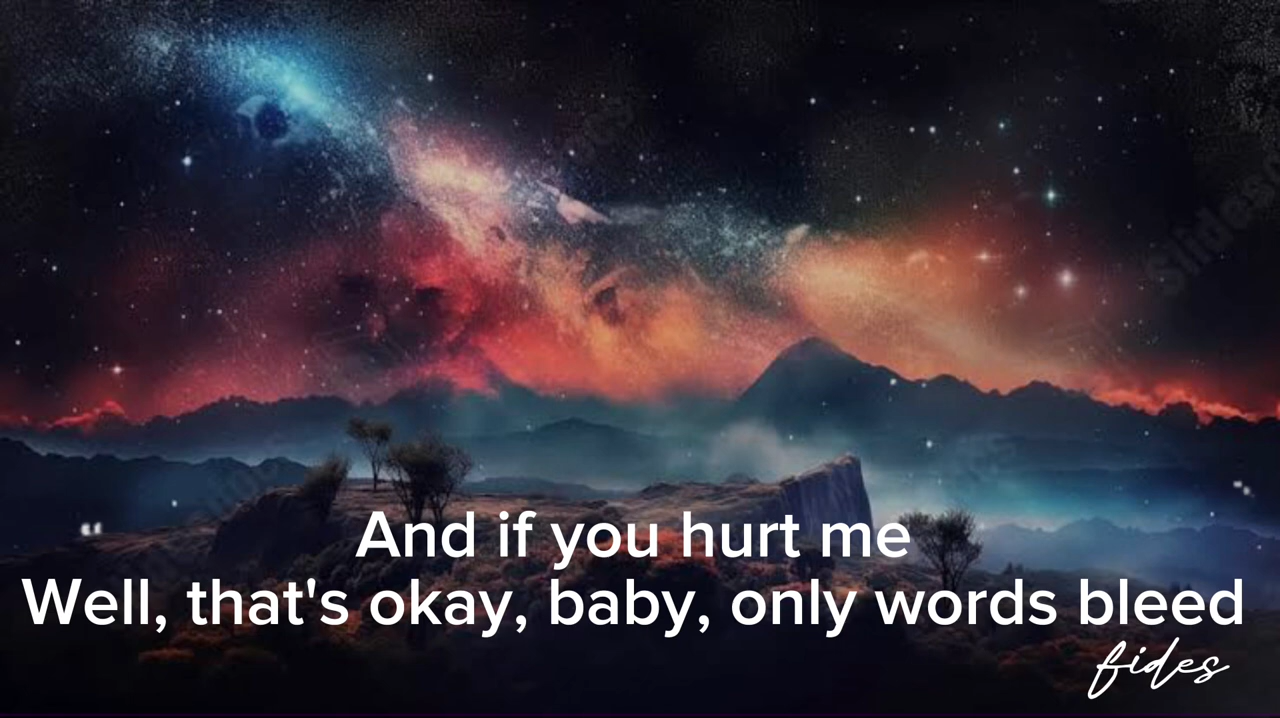 And if you hurt me
Well, that's okay, baby, only words bleed
fides